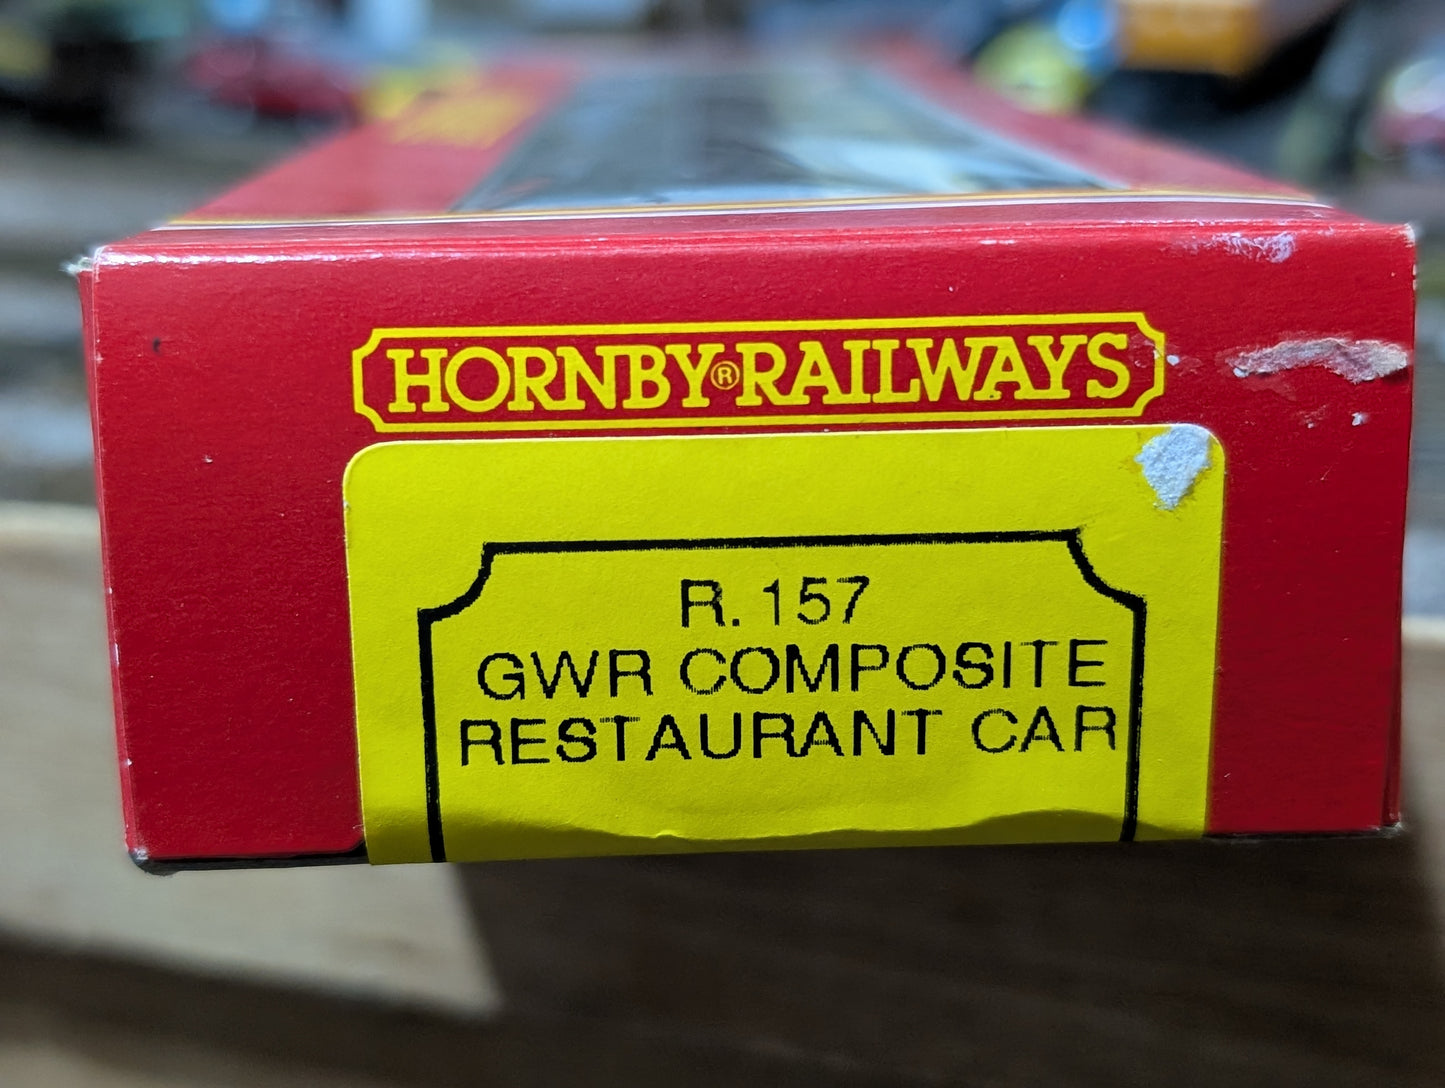 HORNBY®RAILWAYS
R.157
GWR COMPOSITE
RESTAURANT CAR